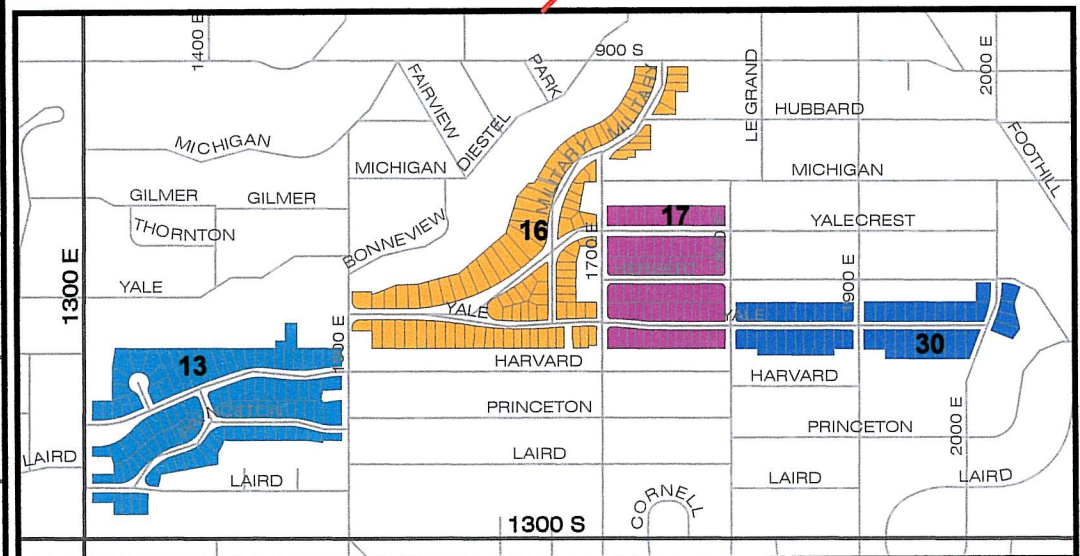 1400 E
900 S
2000 E
FAIRVIEW
PARK
MILITARY
LE GRAND
HUBBARD
DIESTEL
MILITARY
FOOTHILL
MICHIGAN
MICHIGAN
MICHIGAN
GILMER
GILMER
MILITARY
17
YALECREST
THORNTON
16
BONNEVIEW
1700 E
1300 E
YALE
900 E
YALE
YALE
30
13
HARVARD
HARVARD
PRINCETON
PRINCETON
2000 E
LAIRD
LAIRD
LAIRD
LAIRD
LAIRD
CORNELL
1300 S